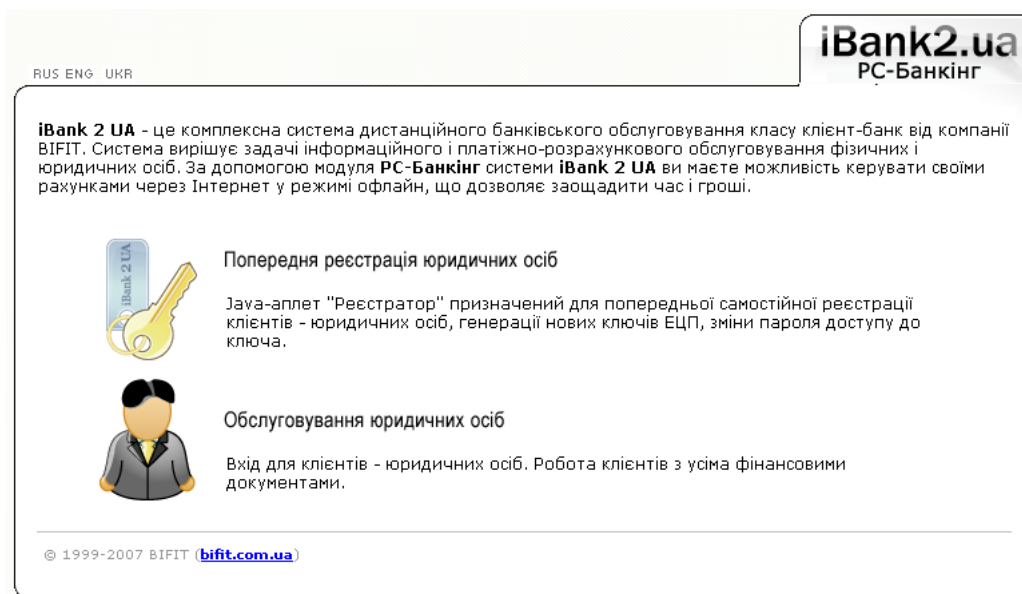 iBank2.ua
PC-Банкінг
RUS ENG UKR
iBank 2 UA - це комплексна система дистанційного банківського обслуговування класу клієнт-банк від компанії
BIFIT. Система вирішує задачі інформаційного і платіжно-розрахункового обслуговування фізичних і
юридичних осіб. За допомогою модуля PC-Банкінг системи iBank 2 UA ви маєте можливість керувати своїми
рахунками через Інтернет у режимі офлайн, що дозволяє заощадити час і гроші.
iBank 2 UA
Попередня реєстрація юридичних осіб
Java-аплет "Реєстратор" призначений для попередньої самостійної реєстрації
клієнтів - юридичних осіб, генерації нових ключів ЕЦП, зміни пароля доступу до
ключа.
Обслуговування юридичних осіб
Вхід для клієнтів - юридичних осіб. Робота клієнтів з усіма фінансовими
документами.
© 1999-2007 BIFIT (bifit.com.ua)